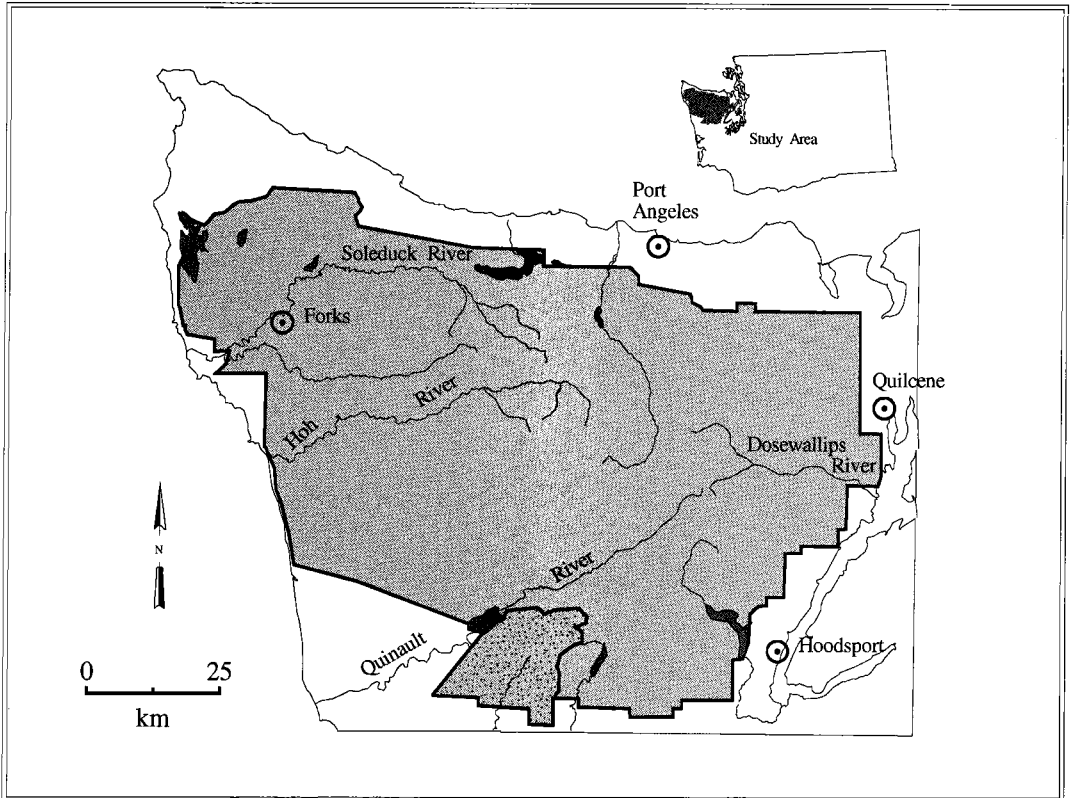 Study Area
Port
Angeles
Soleduck River
Forks
Quilcene
Hoh River
Dosewallips
River
N
Quinault River
Hoodsport
0 25
km